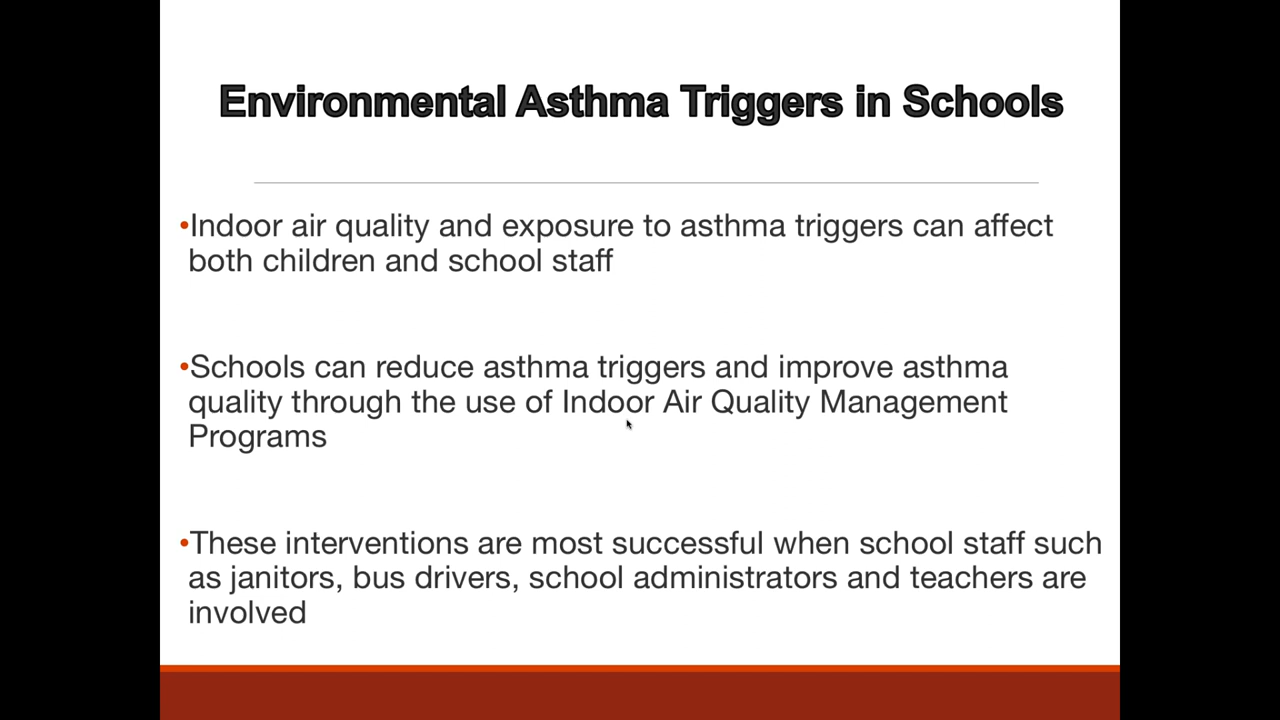 Environmental Asthma Triggers in Schools
•Indoor air quality and exposure to asthma triggers can affect
both children and school staff
•Schools can reduce asthma triggers and improve asthma
quality through the use of Indoor Air Quality Management
Programs
•These interventions are most successful when school staff such
as janitors, bus drivers, school administrators and teachers are
involved